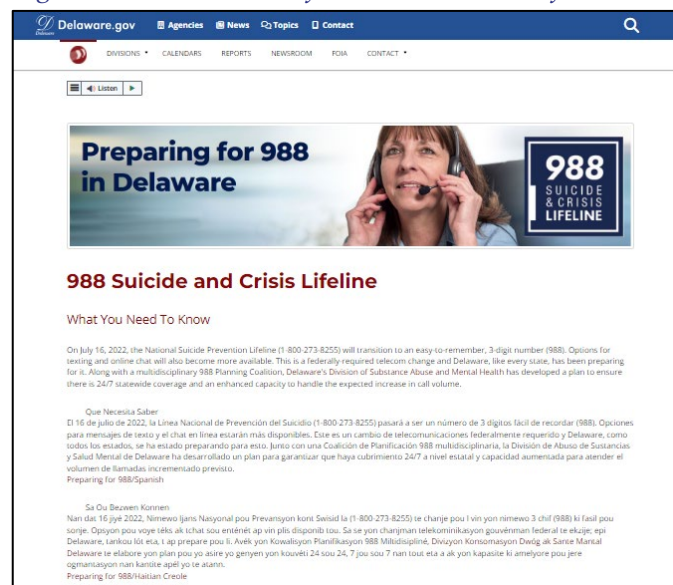 Delaware.gov Agencies News Topics Contact
DIVISIONS CALENDARS REPORTS NEWSROOM FOIA CONTACT
Listen
Preparing for 988
in Delaware
988
SUICIDE
& CRISIS
LIFELINE
988 Suicide and Crisis Lifeline
What You Need To Know
On July 16, 2022, the National Suicide Prevention Lifeline (1-800-273-8255) will transition to an easy-to-remember, 3-digit number (988). Options for
texting and online chat will also become more available. This is a federally-required telecom change and Delaware, like every state, has been preparing
for it. Along with a multidisciplinary 988 Planning Coalition, Delaware's Division of Substance Abuse and Mental Health has developed a plan to ensure
there is 24/7 statewide coverage and an enhanced capacity to handle the expected increase in call volume.
Que Necesita Saber
El 16 de julio de 2022, la Línea Nacional de Prevención del Suicidio (1-800-273-8255) pasará a ser un número de 3 dígitos fácil de recordar (988). Opciones
para mensajes de texto y el chat en línea estarán más disponibles. Este es un cambio de telecomunicaciones federalmente requerido y Delaware, como
todos los estados, se ha estado preparando para esto. Junto con una Coalición de Planificación 988 multidisciplinaria, la División de Abuso de Sustancias
y Salud Mental de Delaware ha desarrollado un plan para garantizar que haya cubrimiento 24/7 a nivel estatal y capacidad aumentada para atender el
volumen de llamadas incrementado previsto.
Preparing for 988/Spanish
Sa Ou Bezwen Konnen
Nan dat 16 jiyè 2022, Nimewo Ijans Nasyonal pou Prevansyon kont Swisid la (1-800-273-8255) te chanje pou l vin yon nimewo 3 chif (988) ki fasil pou
sonje. Opsyon pou voye tèks ak tchat sou entènèt ap vin plis disponib tou. Sa se yon chanjman telekominikasyon gouvènman federal te ekuije; epi
Delaware, tankou lòt eta, t ap prepare pou li. Avèk yon Kowalisyon Planifikasyon 988 Miltidisipliné, Divizyon Konsomasyon Dwòg ak Sante Mantal
Delaware te elabore yon plan pou yo asire yo genyen yon kouvèti 24 sou 24, 7 jou sou 7 nan tout eta a ak yon kapasite ki amelyore pou jere
ogmantasyon nan kantite apèl yo te atann.
Preparing for 988/Haitian Creole